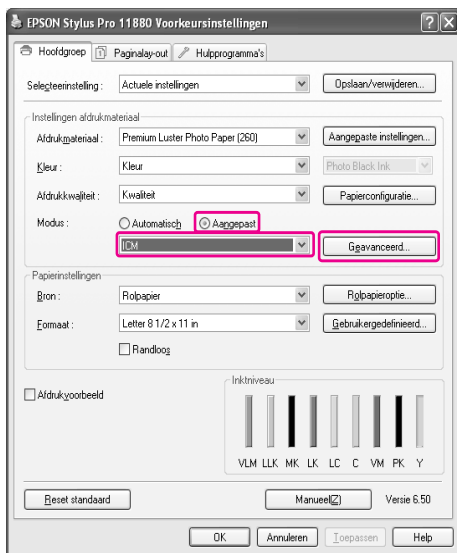 EPSON Stylus Pro 11880 Voorkeursinstellingen
Hoofdgroep Paginalay-out Hulpprogramma's
Selecteerinstelling : Actuele instellingen Opslaan/verwijderen...
Instellingen afdrukmateriaal
Afdrukmateriaal : Premium Luster Photo Paper (260) Aangepaste instellingen...
Kleur : Kleur Photo Black Ink
Afdrukkwaliteit : Kwaliteit Papierconfiguratie...
Modus : Automatisch Aangepast
ICM Geavanceerd...
Papierinstellingen
Bron : Rolpapier Rolpapieroptie...
Formaat : Letter 8 1/2 x 11 in Gebruikergedefinieerd...
Randloos
Afdrukvoorbeeld Inktniveau
VLM LLK MK LK LC C VM PK Y
Reset standaard Manueel(Z) Versie 6.50
OK Annuleren Toepassen Help